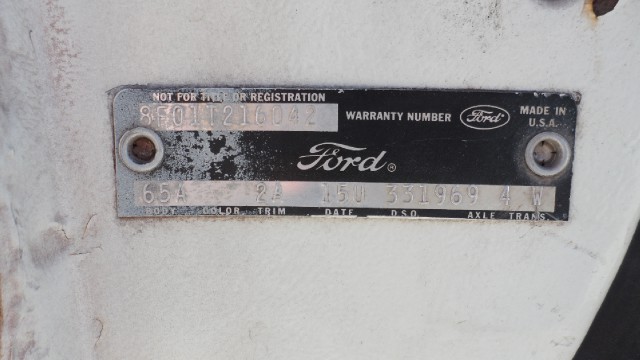 NOT FOR TITLE OR REGISTRATION
8F01T216042 WARRANTY NUMBER Ford MADE IN U.S.A.
Ford®
65A 2A 15U 331969 4 W
BODY COLOR TRIM DATE D.S.O. AXLE TRANS